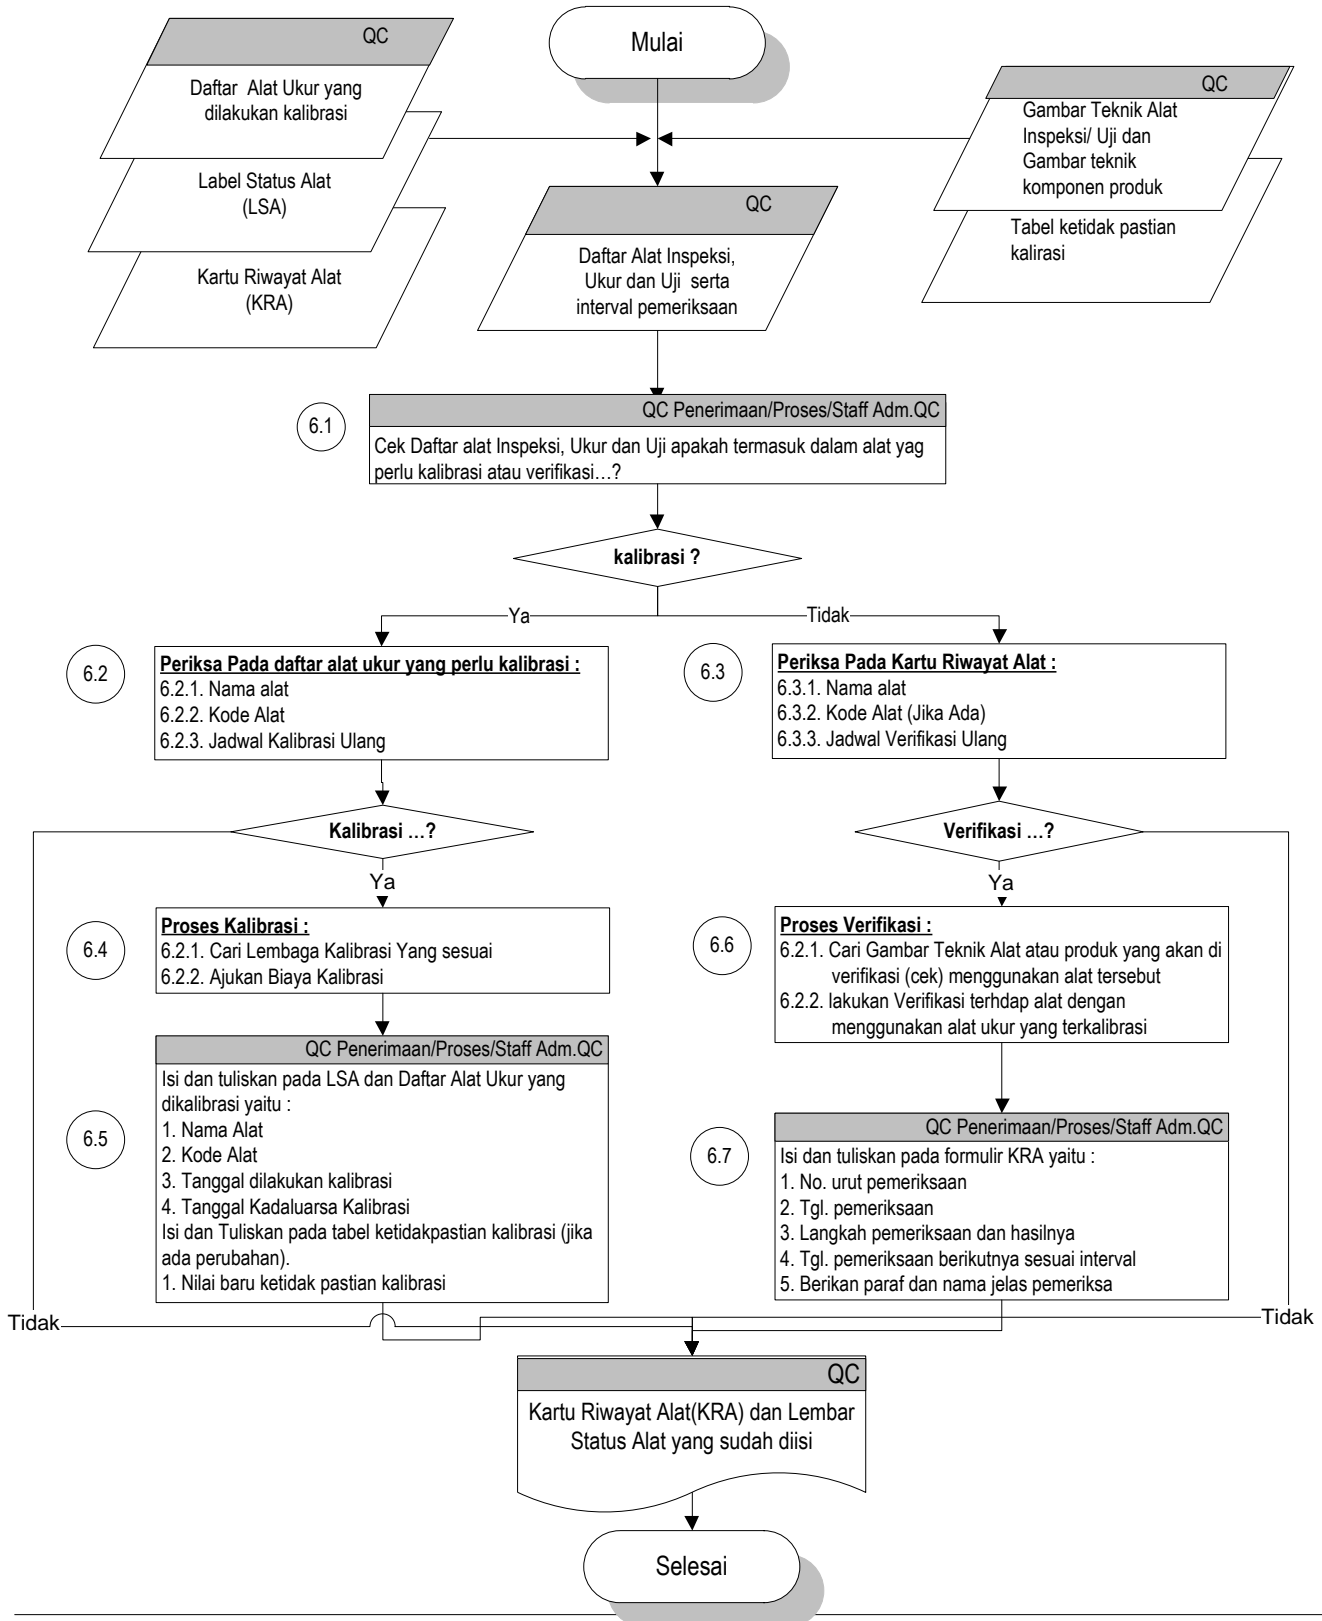 Mulai
QC
Daftar Alat Ukur yang
dilakukan kalibrasi
Label Status Alat
(LSA)
Kartu Riwayat Alat
(KRA)
QC
Gambar Teknik Alat
Inspeksi/ Uji dan
Gambar teknik
komponen produk
Tabel ketidak pastian
kalirasi
QC
Daftar Alat Inspeksi,
Ukur dan Uji serta
interval pemeriksaan
6.1
QC Penerimaan/Proses/Staff Adm.QC
Cek Daftar alat Inspeksi, Ukur dan Uji apakah termasuk dalam alat yag
perlu kalibrasi atau verifikasi…?
kalibrasi ?
Ya
Tidak
6.2
Periksa Pada daftar alat ukur yang perlu kalibrasi :
6.2.1. Nama alat
6.2.2. Kode Alat
6.2.3. Jadwal Kalibrasi Ulang
6.3
Periksa Pada Kartu Riwayat Alat :
6.3.1. Nama alat
6.3.2. Kode Alat (Jika Ada)
6.3.3. Jadwal Verifikasi Ulang
Kalibrasi …?
Ya
Verifikasi …?
Ya
6.4
Proses Kalibrasi :
6.2.1. Cari Lembaga Kalibrasi Yang sesuai
6.2.2. Ajukan Biaya Kalibrasi
6.6
Proses Verifikasi :
6.2.1. Cari Gambar Teknik Alat atau produk yang akan di
verifikasi (cek) menggunakan alat tersebut
6.2.2. lakukan Verifikasi terhdap alat dengan
menggunakan alat ukur yang terkalibrasi
6.5
QC Penerimaan/Proses/Staff Adm.QC
Isi dan tuliskan pada LSA dan Daftar Alat Ukur yang
dikalibrasi yaitu :
1. Nama Alat
2. Kode Alat
3. Tanggal dilakukan kalibrasi
4. Tanggal Kadaluarsa Kalibrasi
Isi dan Tuliskan pada tabel ketidakpastian kalibrasi (jika
ada perubahan).
1. Nilai baru ketidak pastian kalibrasi
6.7
QC Penerimaan/Proses/Staff Adm.QC
Isi dan tuliskan pada formulir KRA yaitu :
1. No. urut pemeriksaan
2. Tgl. pemeriksaan
3. Langkah pemeriksaan dan hasilnya
4. Tgl. pemeriksaan berikutnya sesuai interval
5. Berikan paraf dan nama jelas pemeriksa
Tidak
Tidak
QC
Kartu Riwayat Alat(KRA) dan Lembar
Status Alat yang sudah diisi
Selesai